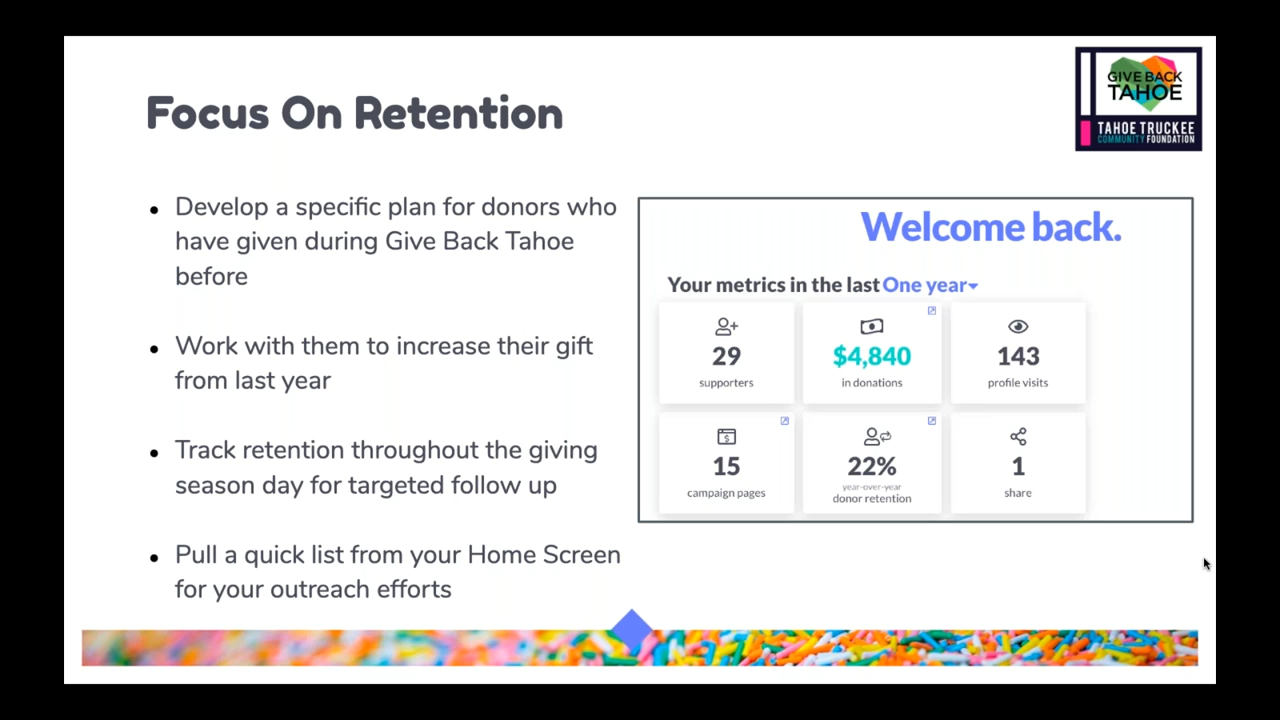 GIVE BACK
TAHOE
TAHOE TRUCKEE
COMMUNITY FOUNDATION
Focus On Retention
• Develop a specific plan for donors who
have given during Give Back Tahoe
before
• Work with them to increase their gift
from last year
• Track retention throughout the giving
season day for targeted follow up
• Pull a quick list from your Home Screen
for your outreach efforts
Welcome back.
Your metrics in the last One year
29
supporters
$4,840
in donations
143
profile visits
15
campaign pages
22%
year-over-year
donor retention
1
share